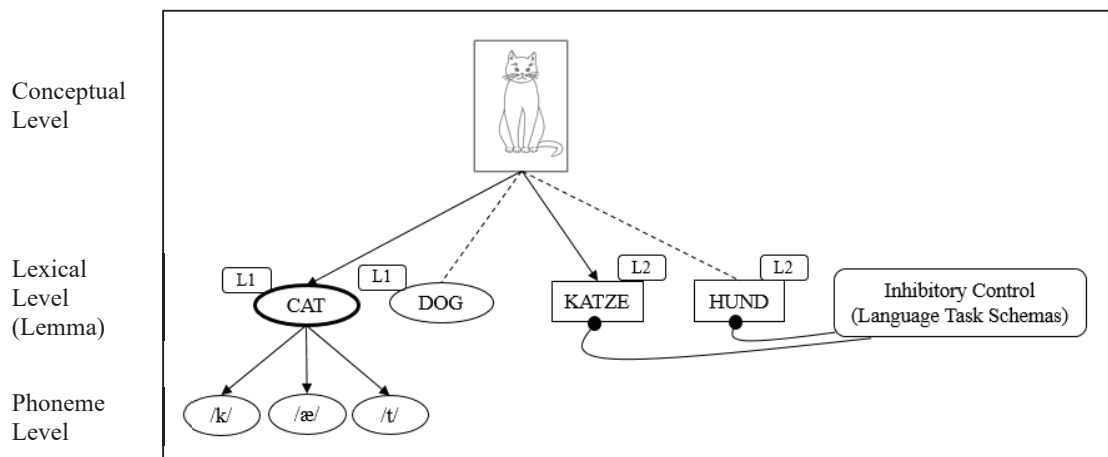 Conceptual
Level
Lexical
Level
(Lemma)
L1
L1
L2
L2
CAT
DOG
KATZE
HUND
Inhibitory Control
(Language Task Schemas)
Phoneme
Level
/k/
/æ/
/t/